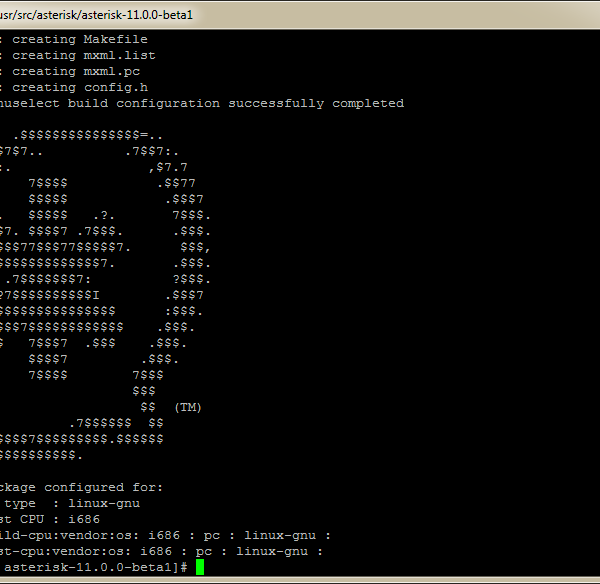 usr/src/asterisk/asterisk-11.0.0-beta1
: creating Makefile
: creating mxml.list
: creating mxml.pc
: creating config.h
nuselect build configuration successfully completed
.$$$$$$$$$$$$$$$=..
$7$7.. .7$$7:.
:. ,$7.7
7$$$$ .$$77
$$$$$ .$$$7
. $$$$$ .?. 7$$$.
$7. $$$$7 .7$$$. .$$$.
$$$77$$$77$$$$$7. $$$,
$$$$$$$$$$$$$7. .$$$.
.7$$$$$$$7: ?$$$.
?7$$$$$$$$$$I .$$$7
$$$$$$$$$$$$$$$ :$$$.
$$$7$$$$$$$$$$$$ .$$$.
$ 7$$$7 .$$$ .$$$.
$$$$7 .$$$.
7$$$$ 7$$$
$$$
$$ (TM)
.7$$$$$$ $$
$$$$7$$$$$$$$$.$$$$$$
$$$$$$$$$$.
ckage configured for:
type : linux-gnu
st CPU : i686
ild-cpu:vendor:os: i686 : pc : linux-gnu :
st-cpu:vendor:os: i686 : pc : linux-gnu :
asterisk-11.0.0-beta1]#